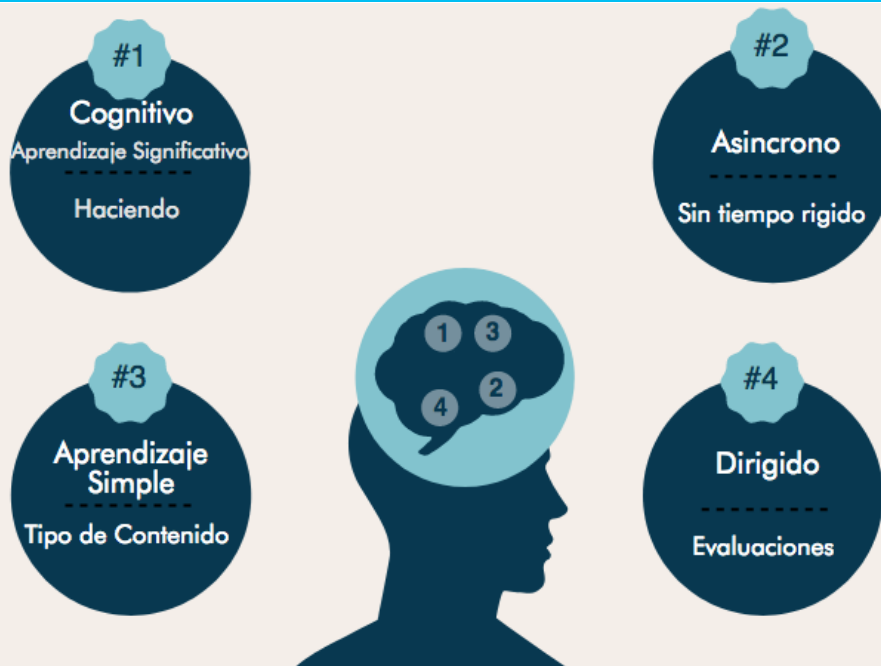 #1
Cognitivo
Aprendizaje Significativo
Haciendo
#2
Asincrono
Sin tiempo rigido
1
3
2
4
#3
Aprendizaje
Simple
Tipo de Contenido
#4
Dirigido
Evaluaciones